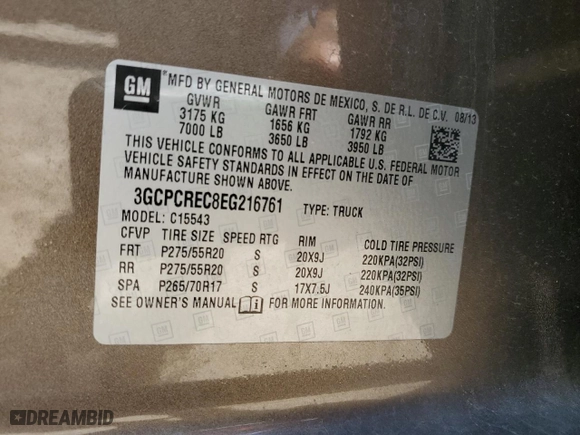 GM
MFD BY GENERAL MOTORS DE MEXICO, S. DE R.L. DE C.V. 08/13
GVWR GAWR FRT GAWR RR
3175 KG 1656 KG 1792 KG
7000 LB 3650 LB 3950 LB
THIS VEHICLE CONFORMS TO ALL APPLICABLE U.S. FEDERAL MOTOR
VEHICLE SAFETY STANDARDS IN EFFECT ON THE DATE OF
MANUFACTURE SHOWN ABOVE.
3GCPCREC8EG216761 TYPE: TRUCK
MODEL: C15543
CFVP TIRE SIZE SPEED RTG RIM COLD TIRE PRESSURE
FRT P275/55R20 S 20X9J 220KPA(32PSI)
RR P275/55R20 S 20X9J 220KPA(32PSI)
SPA P265/70R17 S 17X7.5J 240KPA(35PSI)
SEE OWNER'S MANUAL FOR MORE INFORMATION.
DREAMBID